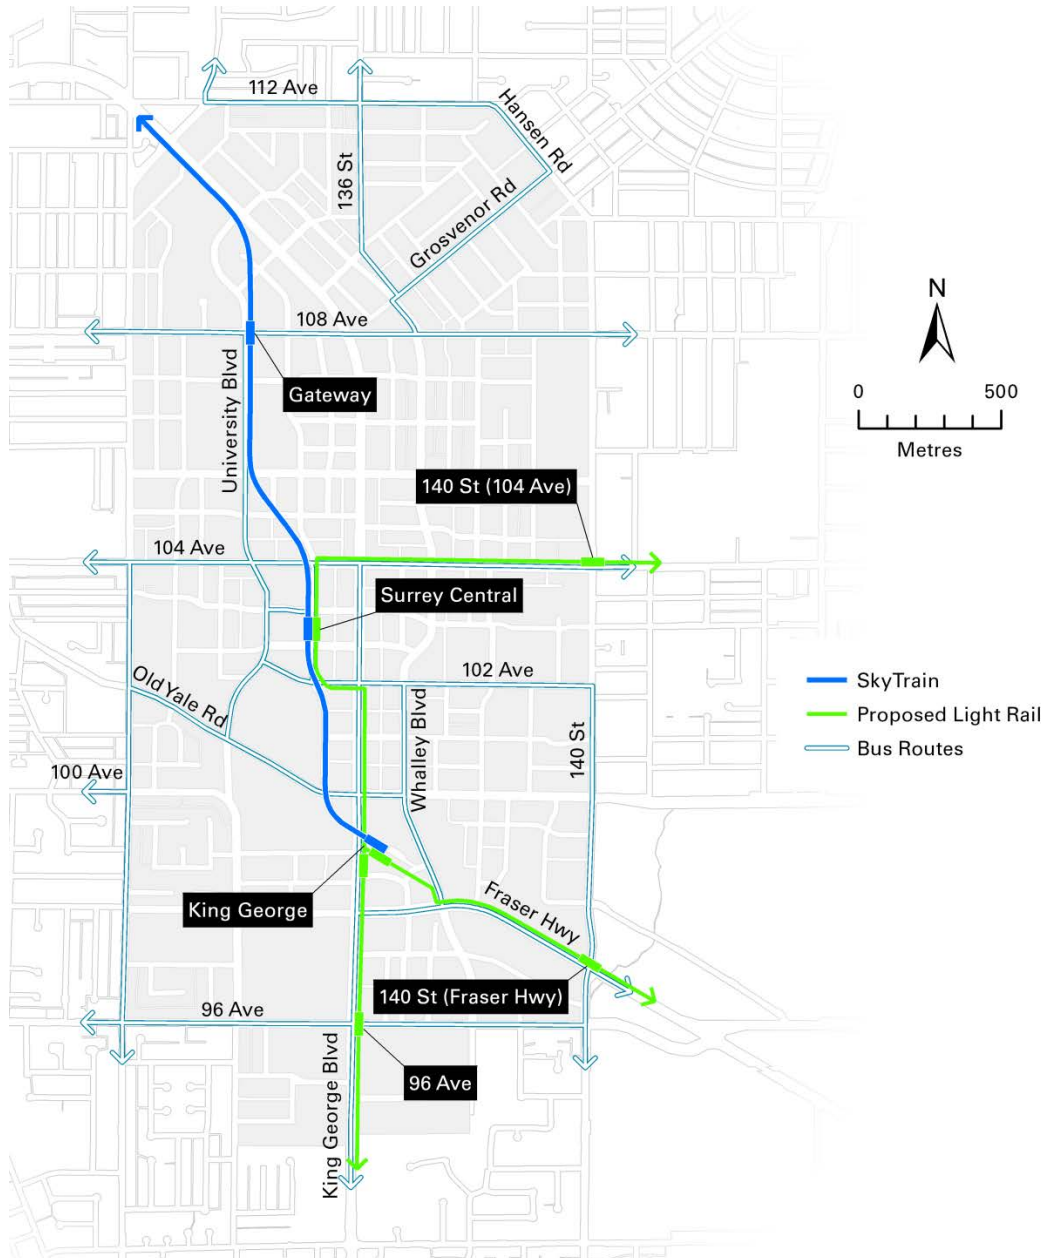 112 Ave
Hansen Rd
136 St
Grosvenor Rd
N
108 Ave
University Blvd
Gateway
0 500
Metres
140 St (104 Ave)
104 Ave
Surrey Central
102 Ave
Old Yale Rd
Whalley Blvd
140 St
SkyTrain
Proposed Light Rail
Bus Routes
100 Ave
King George
Fraser Hwy
140 St (Fraser Hwy)
96 Ave
96 Ave
King George Blvd